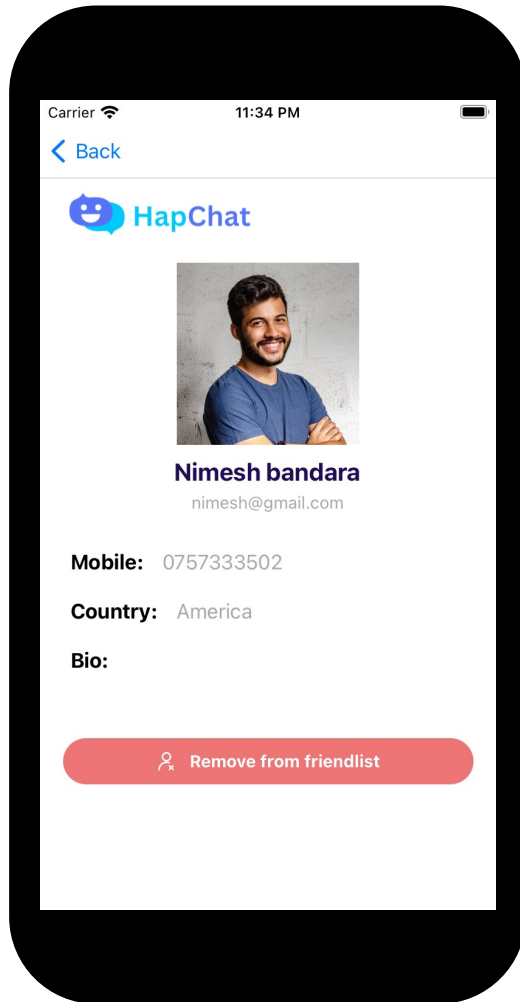 Carrier 11:34 PM
Back
HapChat
Nimesh bandara
nimesh@gmail.com
Mobile: 0757333502
Country: America
Bio:
Remove from friendlist